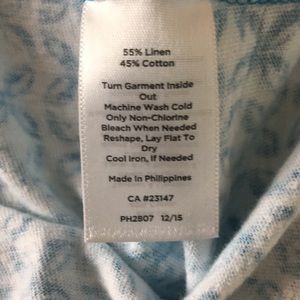 55% Linen
45% Cotton
Turn Garment Inside
Out
Machine Wash Cold
Only Non-Chlorine
Bleach When Needed
Reshape, Lay Flat To
Dry
Cool Iron, If Needed
Made in Philippines
CA #23147
PH2807 12/15